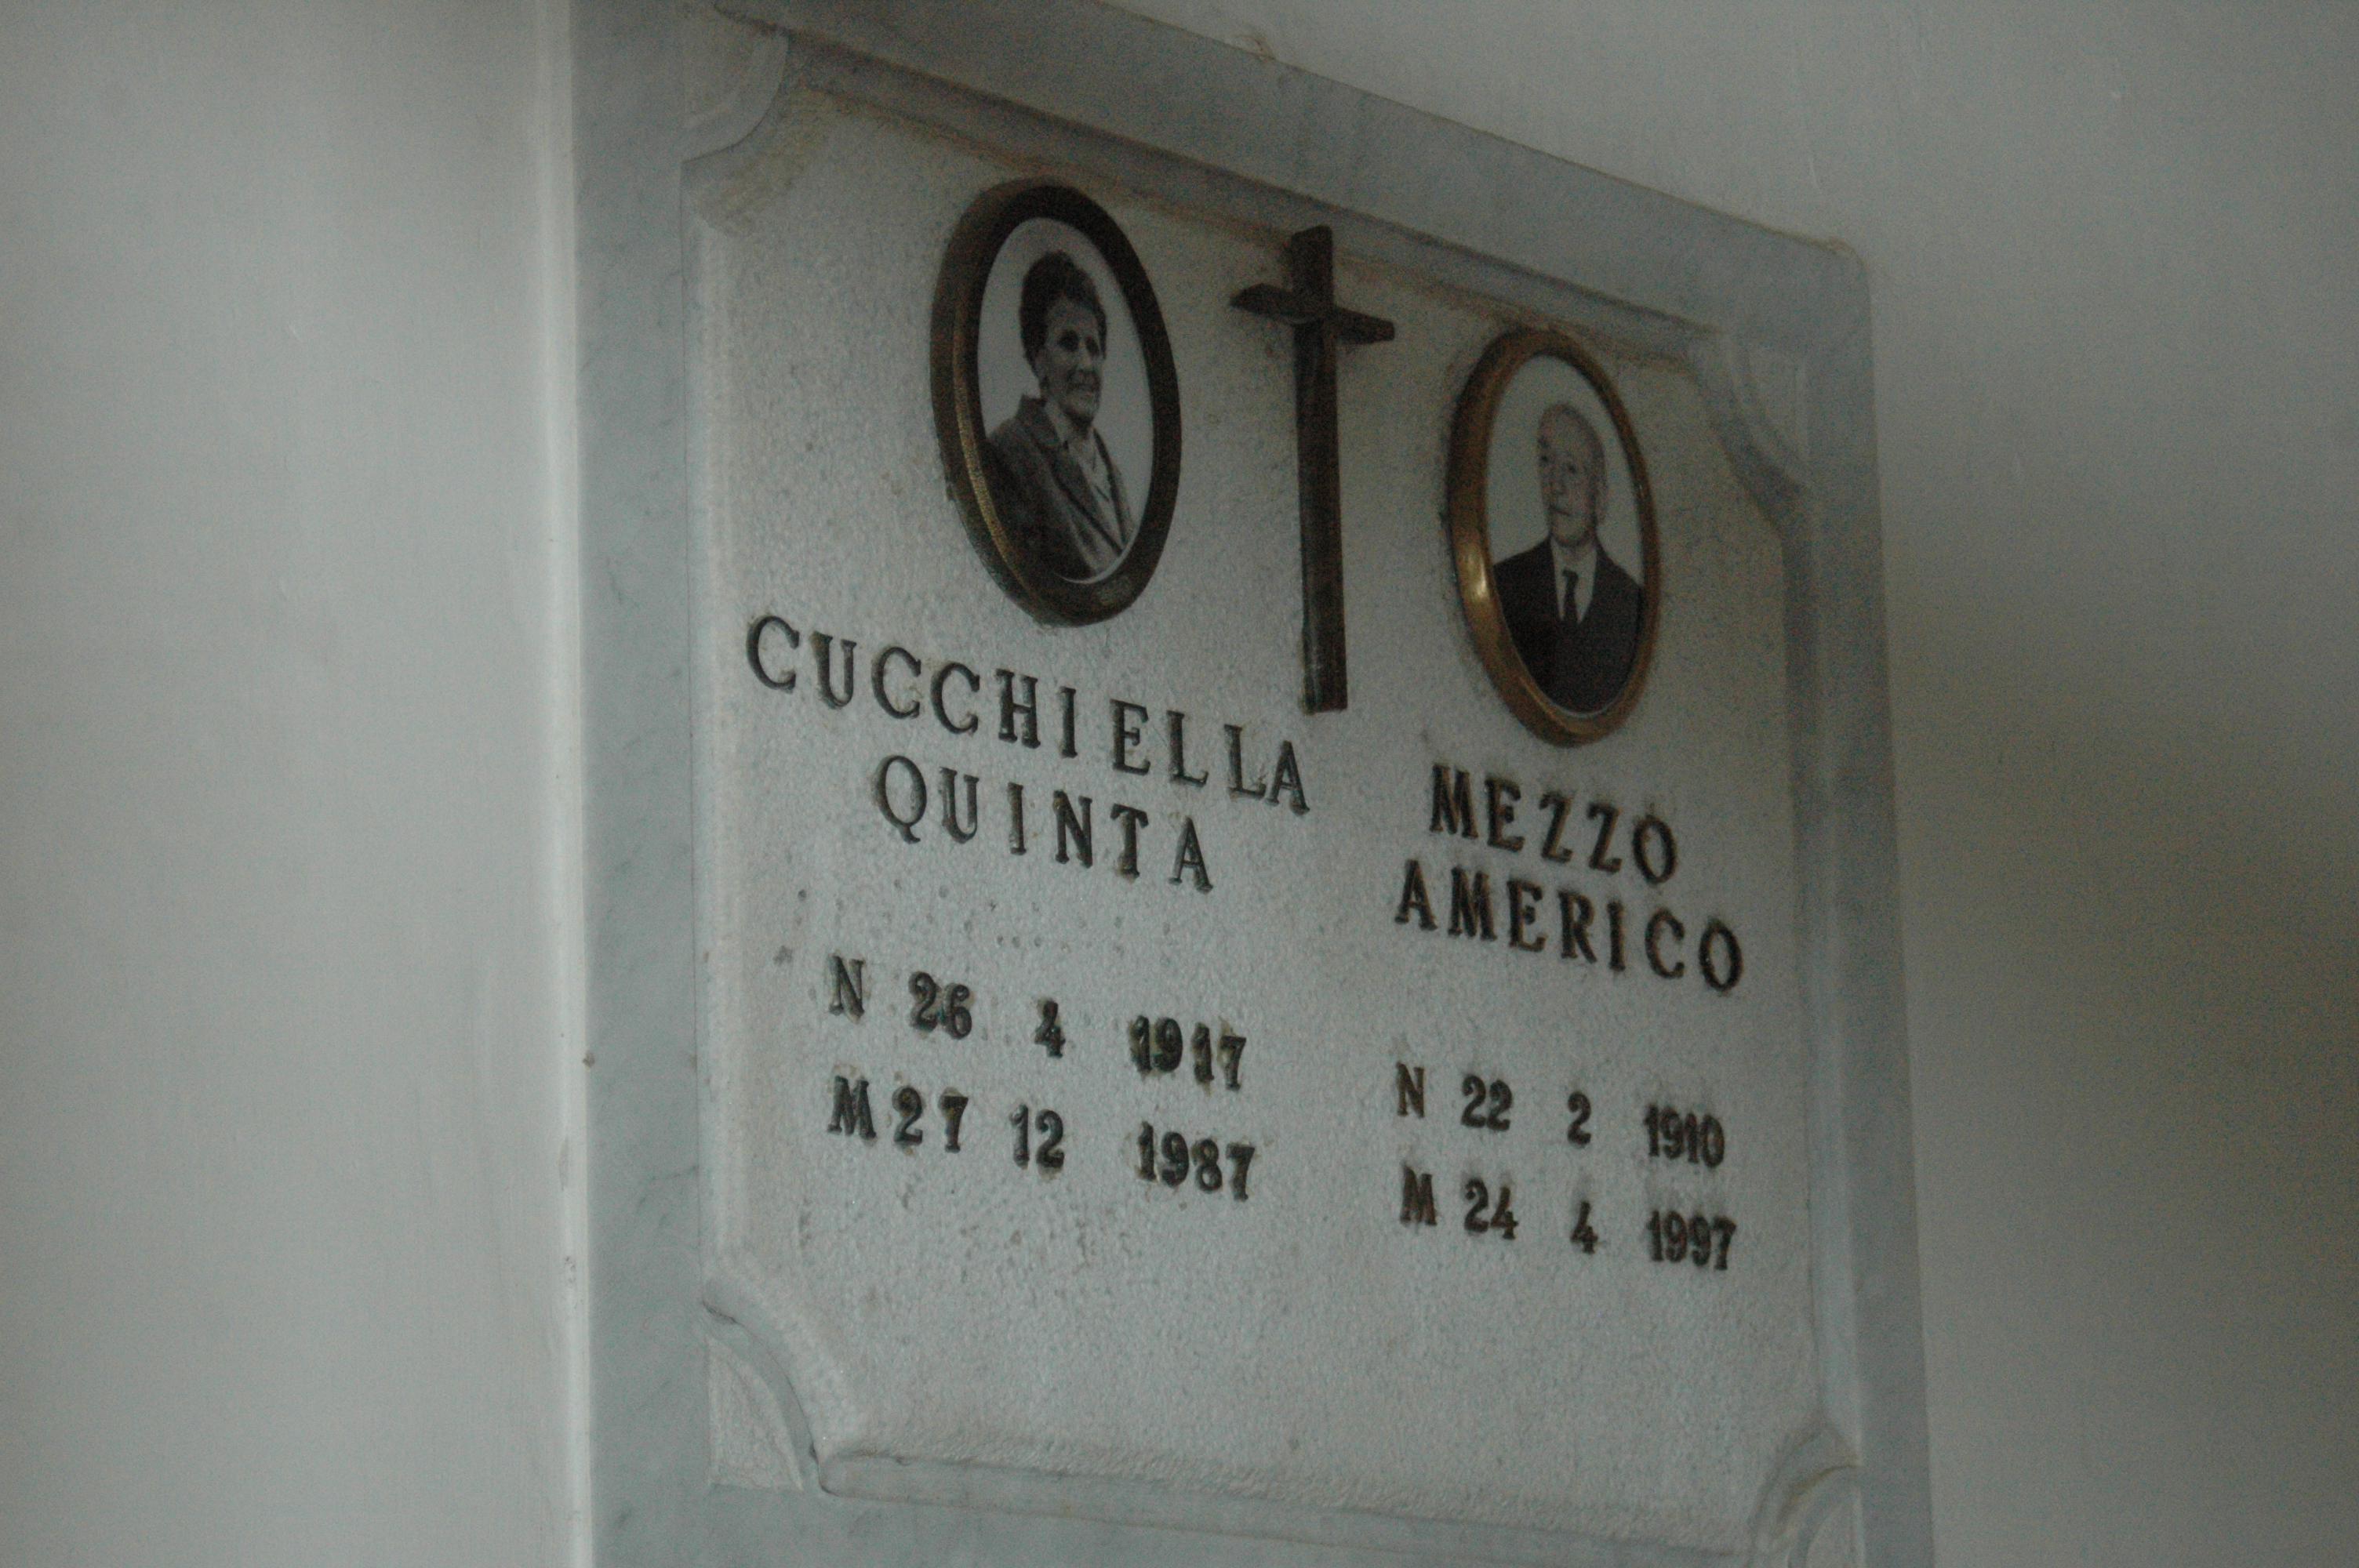 CUCCHIELLA
QUINTA
N 26 4 1917
M 27 12 1987
MEZZO
AMERICO
N 22 2 1910
M 24 4 1997